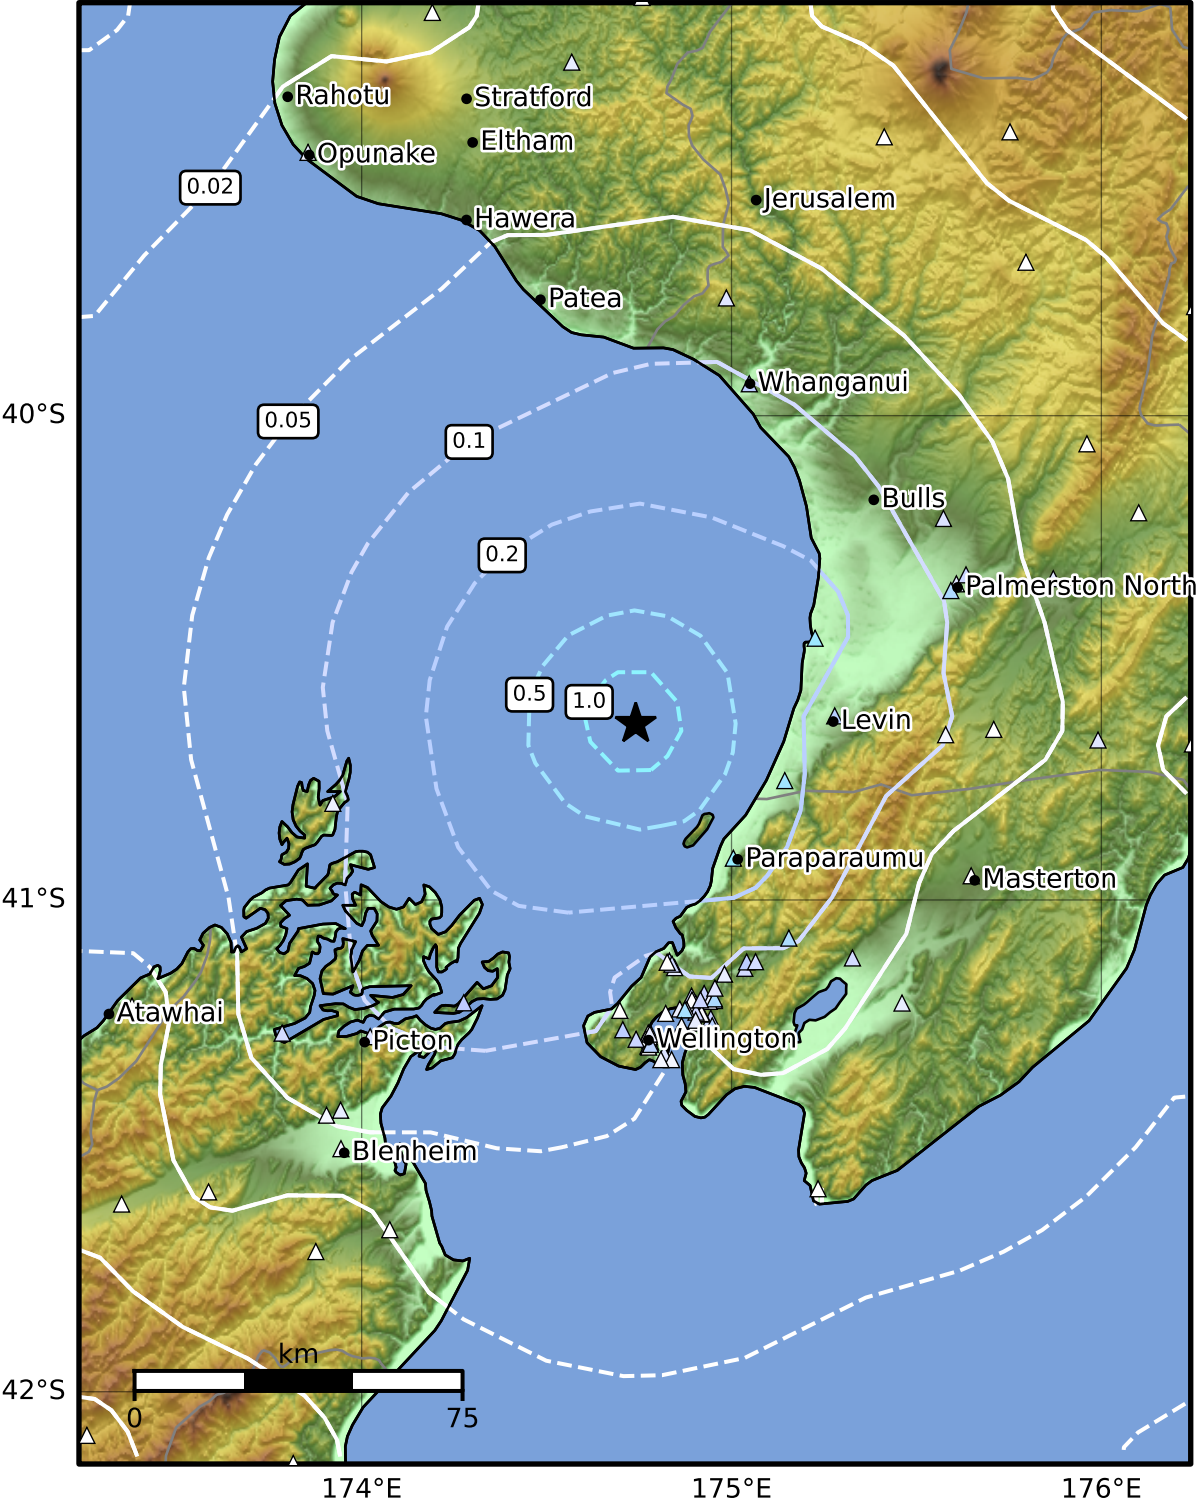 Rahotu
Stratford
Eltham
Opunake
0.02
Jerusalem
Hawera
Patea
Whanganui
40°S
0.05
0.1
Bulls
0.2
Palmerston North
0.5
1.0
Levin
Paraparaumu
Masterton
41°S
Atawhai
Picton
Wellington
Blenheim
km
42°S
0
75
174°E
175°E
176°E